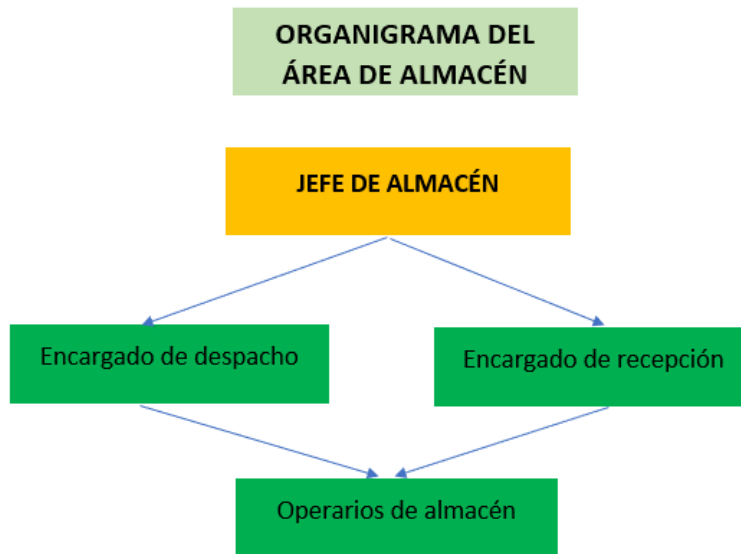 ORGANIGRAMA DEL
ÁREA DE ALMACÉN
JEFE DE ALMACÉN
Encargado de despacho
Encargado de recepción
Operarios de almacén